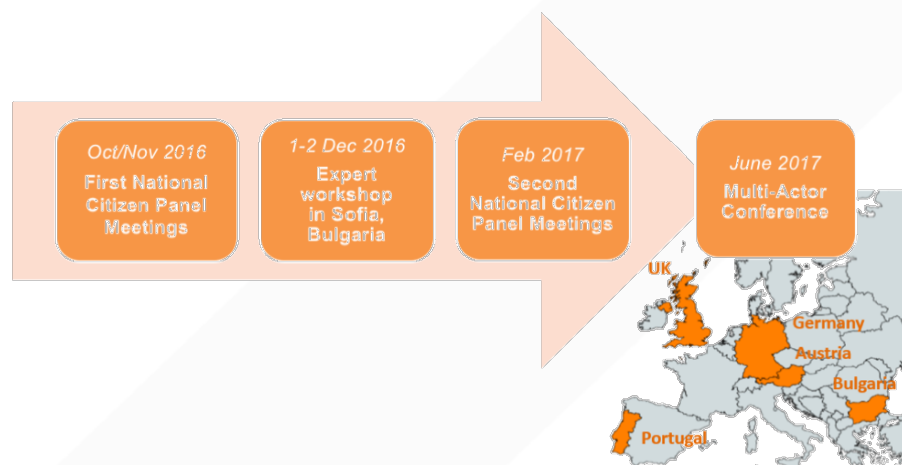 Oct/Nov 2016
First National
Citizen Panel
Meetings
1-2 Dec 2016
Expert
workshop
in Sofia,
Bulgaria
Feb 2017
Second
National Citizen
Panel Meetings
June 2017
Multi-Actor
Conference
UK
Germany
Austria
Bulgaria
Portugal